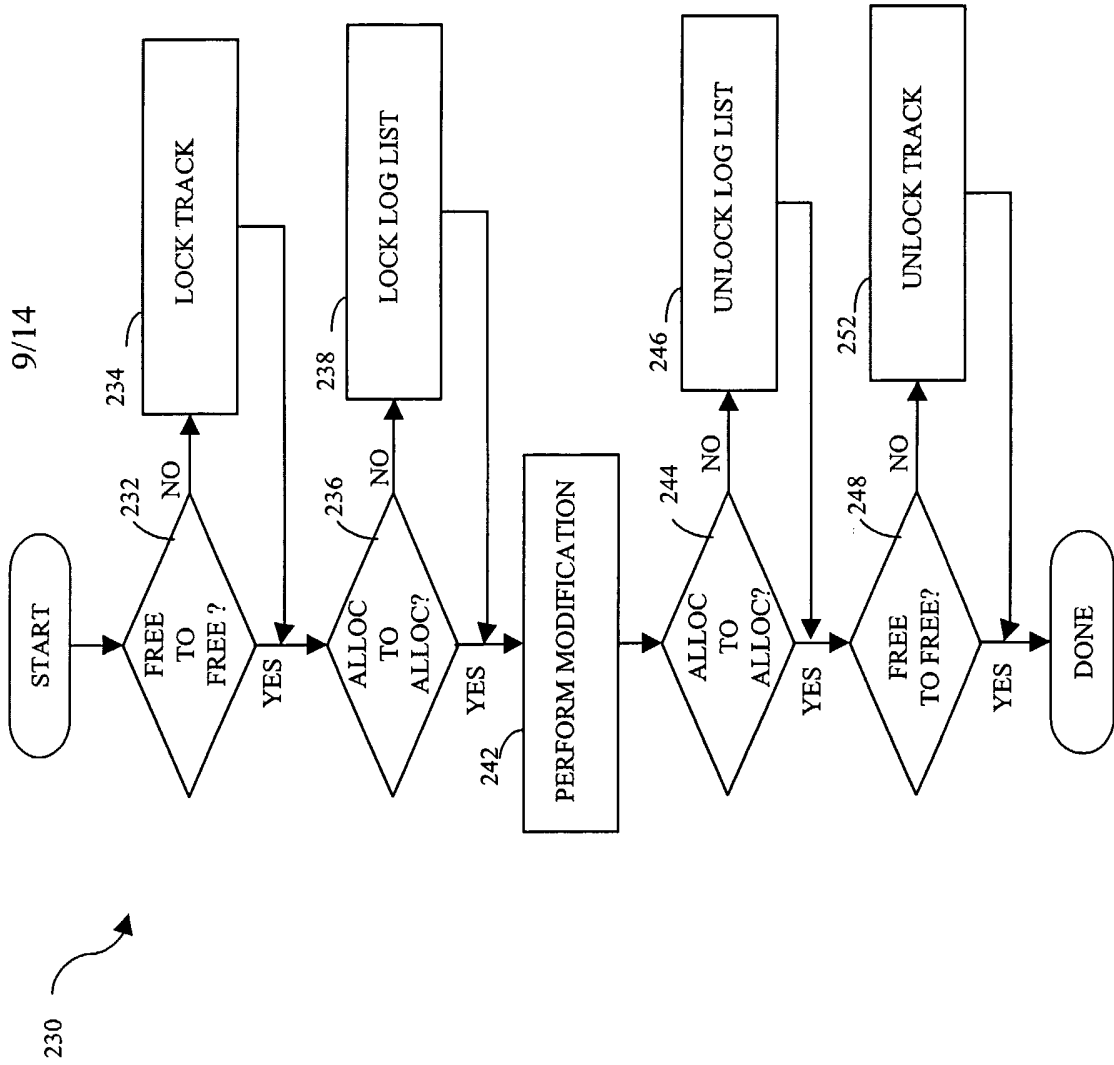 9/14
230
START
FREE
TO
FREE ?
232
NO
YES
234
LOCK TRACK
ALLOC
TO
ALLOC?
236
NO
YES
238
LOCK LOG LIST
242
PERFORM MODIFICATION
ALLOC
TO
ALLOC?
244
NO
YES
246
UNLOCK LOG LIST
FREE
TO FREE?
248
NO
YES
252
UNLOCK TRACK
DONE